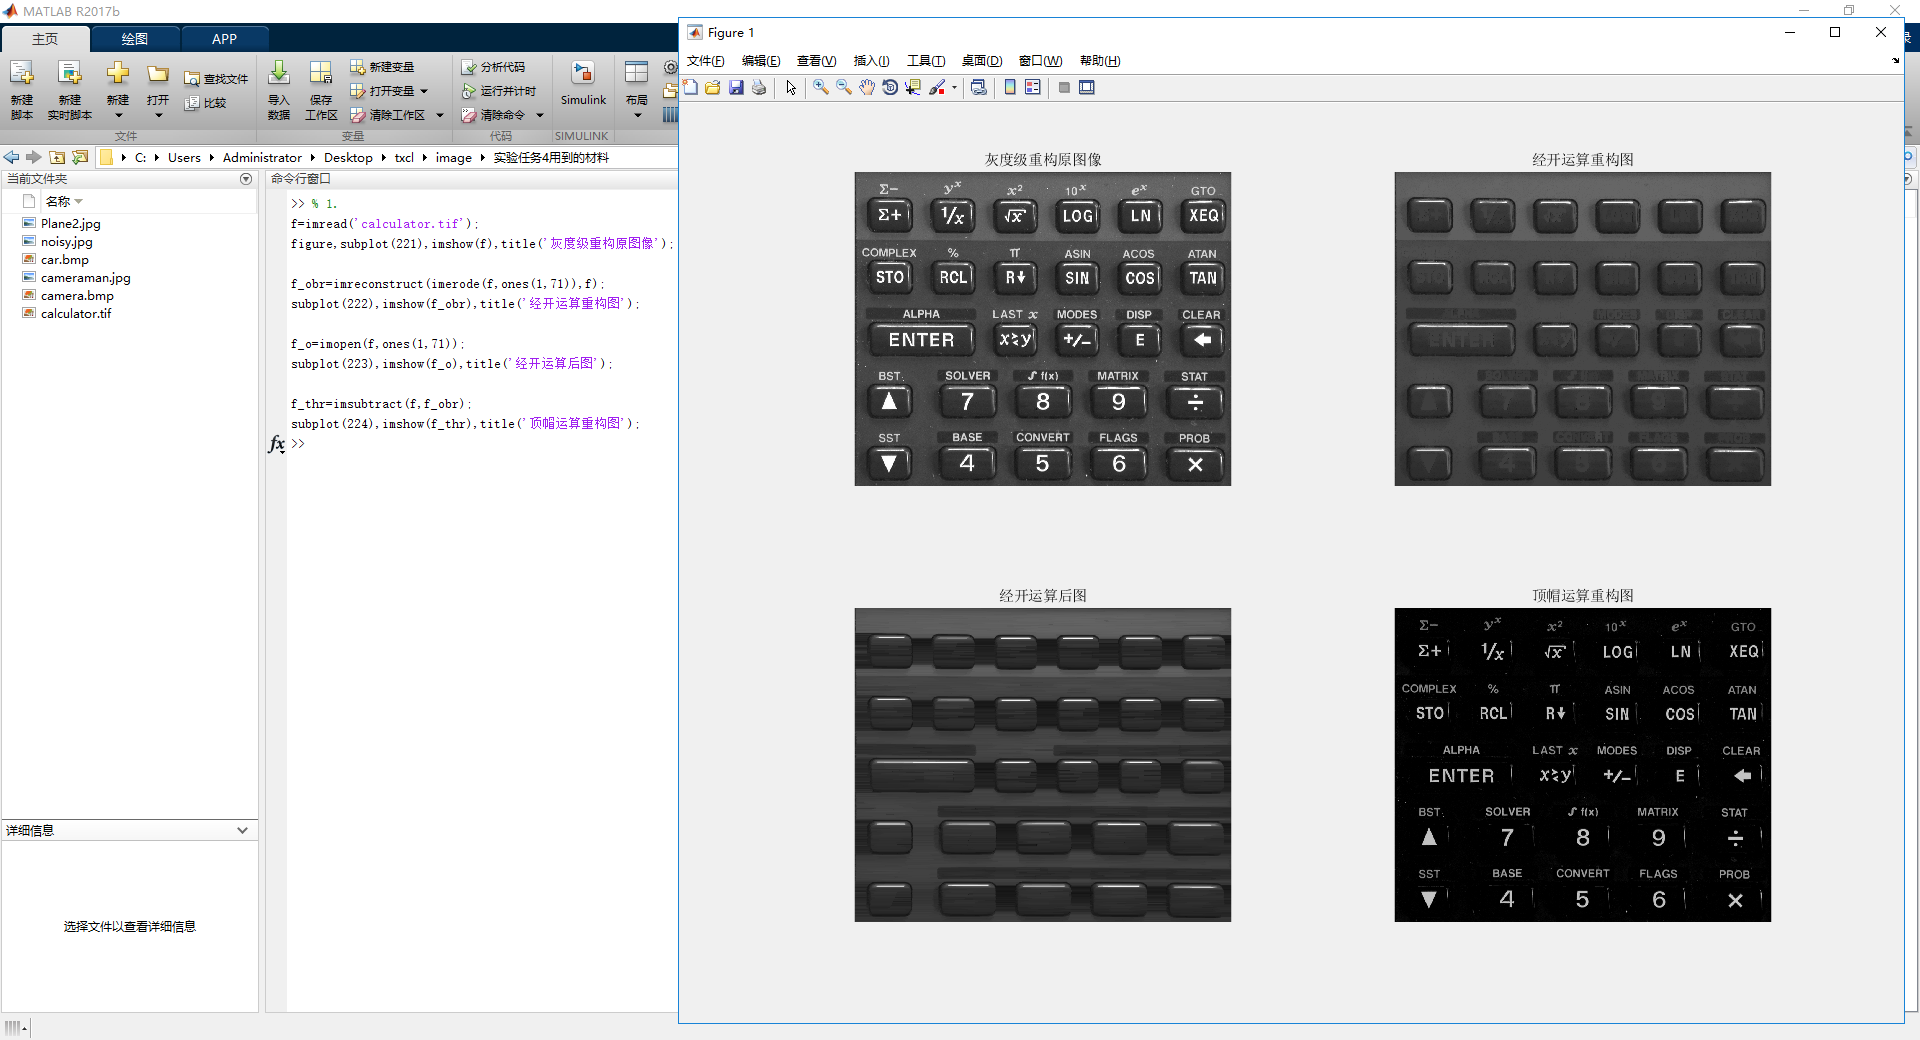 MATLAB R2017b
主页 绘图 APP
新建脚本
新建实时脚本
新建
打开
查找文件
比较
文件
导入数据
保存工作区
新建变量
打开变量
清除工作区
变量
分析代码
运行并计时
清除命令
代码
Simulink
SIMULINK
布局
C: Users Administrator Desktop txcl image 实验任务4用到的材料
当前文件夹
名称
Plane2.jpg
noisy.jpg
car.bmp
cameraman.jpg
camera.bmp
calculator.tif
详细信息
选择文件以查看详细信息
命令行窗口
>> % 1.
f=imread('calculator.tif');
figure,subplot(221),imshow(f),title('灰度级重构原图像');
f_obr=imreconstruct(imerode(f,ones(1,71)),f);
subplot(222),imshow(f_obr),title('经开运算重构图');
f_o=imopen(f,ones(1,71));
subplot(223),imshow(f_o),title('经开运算后图');
f_thr=imsubtract(f,f_obr);
subplot(224),imshow(f_thr),title('顶帽运算重构图');
fx >>
Figure 1
文件(F) 编辑(E) 查看(V) 插入(I) 工具(T) 桌面(D) 窗口(W) 帮助(H)
灰度级重构原图像
Σ− yˣ x² 10ˣ eˣ GTO
Σ+ 1/x √x LOG LN XEQ
COMPLEX % π ASIN ACOS ATAN
STO RCL R↓ SIN COS TAN
ALPHA LAST x MODES DISP CLEAR
ENTER x≷y +/− E ←
BST SOLVER ∫f(x) MATRIX STAT
▲ 7 8 9 ÷
SST BASE CONVERT FLAGS PROB
▼ 4 5 6 ×
经开运算重构图
经开运算后图
顶帽运算重构图
Σ− yˣ x² 10ˣ eˣ GTO
Σ+ 1/x √x LOG LN XEQ
COMPLEX % π ASIN ACOS ATAN
STO RCL R↓ SIN COS TAN
ALPHA LAST x MODES DISP CLEAR
ENTER x≷y +/− E ←
BST SOLVER ∫f(x) MATRIX STAT
▲ 7 8 9 ÷
SST BASE CONVERT FLAGS PROB
▼ 4 5 6 ×